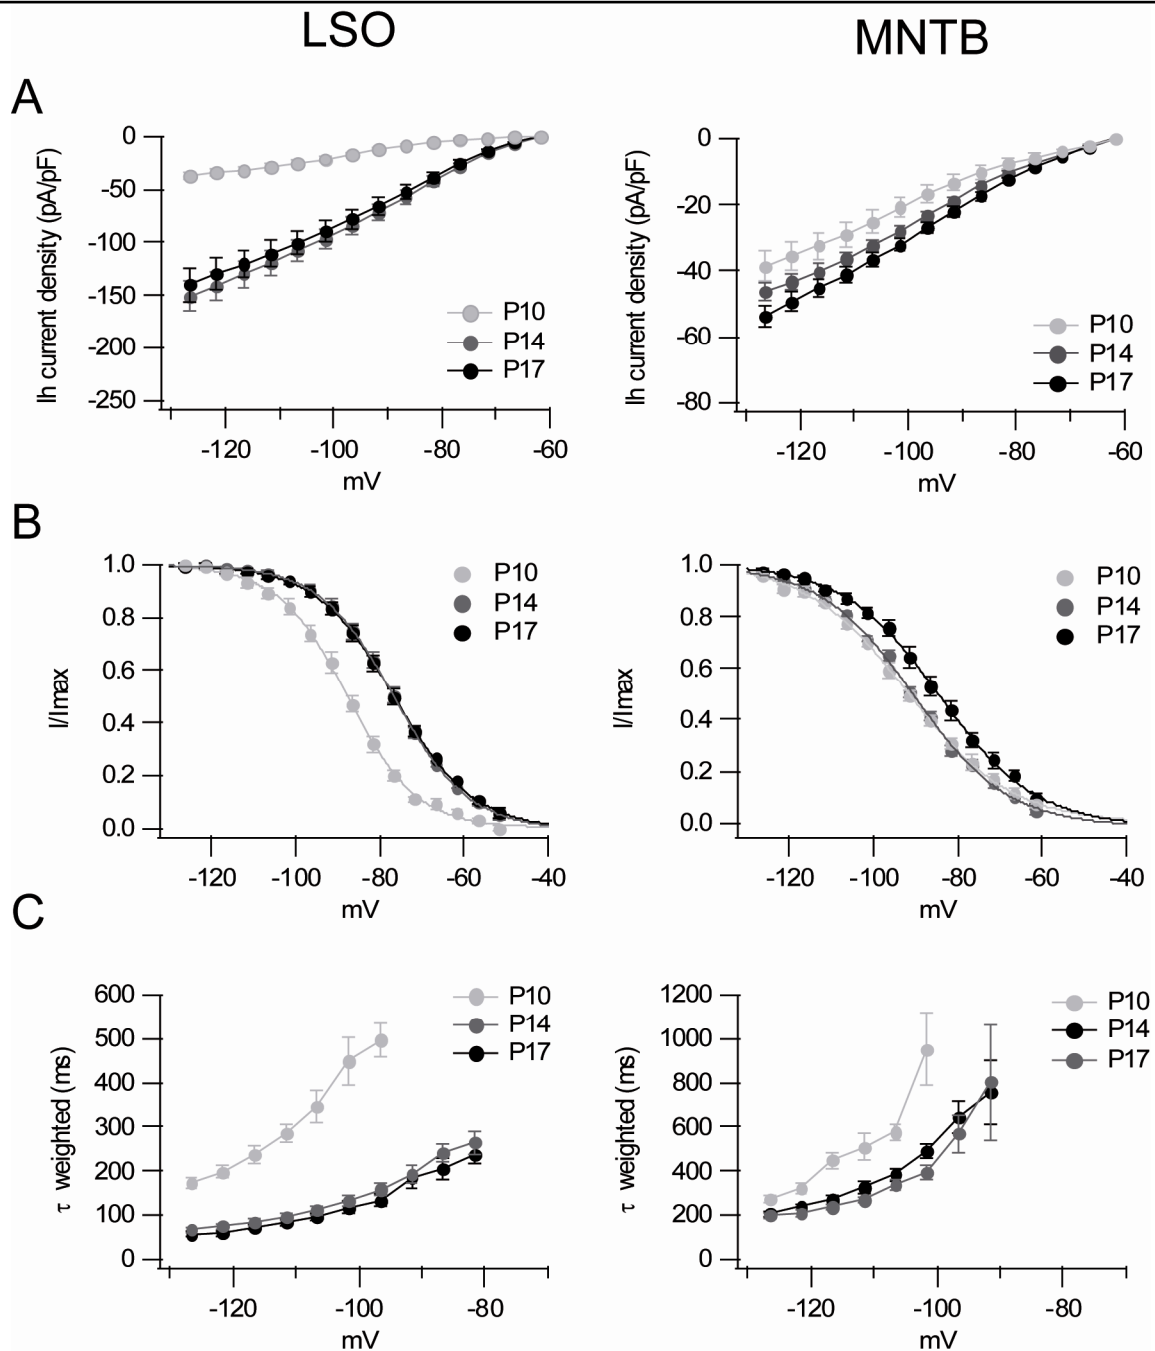 LSO
MNTB
A
Ih current density (pA/pF)
0
-50
-100
-150
-200
-250
P10
P14
P17
-120
-100
-80
-60
mV
Ih current density (pA/pF)
0
-20
-40
-60
-80
P10
P14
P17
-120
-100
-80
-60
mV
B
I/Imax
1.0
0.8
0.6
0.4
0.2
0.0
P10
P14
P17
-120
-100
-80
-60
-40
mV
I/Imax
1.0
0.8
0.6
0.4
0.2
0.0
P10
P14
P17
-120
-100
-80
-60
-40
mV
C
τ weighted (ms)
600
500
400
300
200
100
0
P10
P14
P17
-120
-100
-80
mV
τ weighted (ms)
1200
1000
800
600
400
200
0
P10
P14
P17
-120
-100
-80
mV